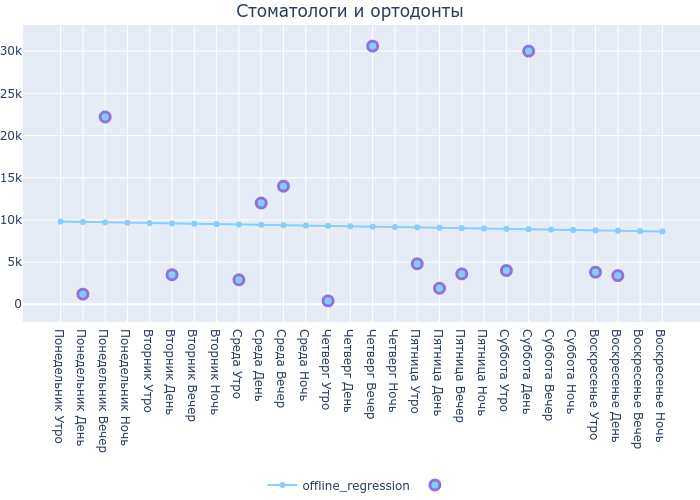 Стоматологи и ортодонты
30k
25k
20k
15k
10k
5k
0
Понедельник Утро
Понедельник День
Понедельник Вечер
Понедельник Ночь
Вторник Утро
Вторник День
Вторник Вечер
Вторник Ночь
Среда Утро
Среда День
Среда Вечер
Среда Ночь
Четверг Утро
Четверг День
Четверг Вечер
Четверг Ночь
Пятница Утро
Пятница День
Пятница Вечер
Пятница Ночь
Суббота Утро
Суббота День
Суббота Вечер
Суббота Ночь
Воскресенье Утро
Воскресенье День
Воскресенье Вечер
Воскресенье Ночь
offline_regression